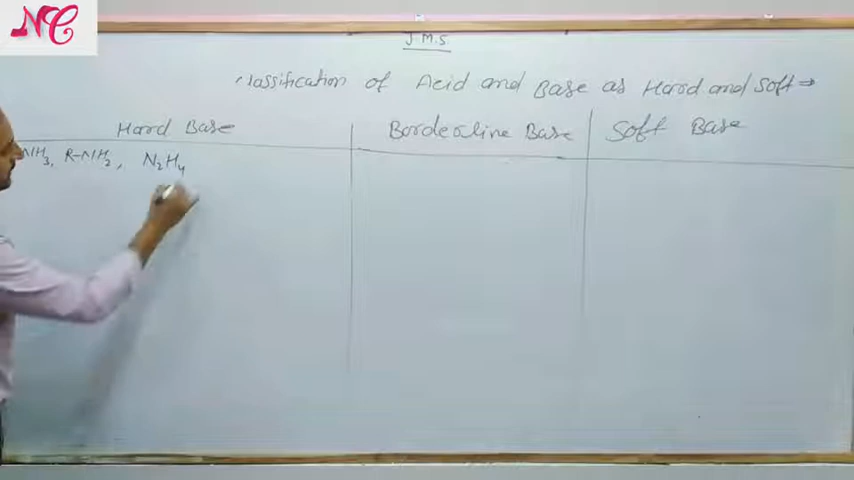 NC
J.M.S.
Classification of Acid and Base as Hard and Soft ⇒
Hard Base
Borderline Base
Soft Base
NH₃, R-NH₂, N₂H₄